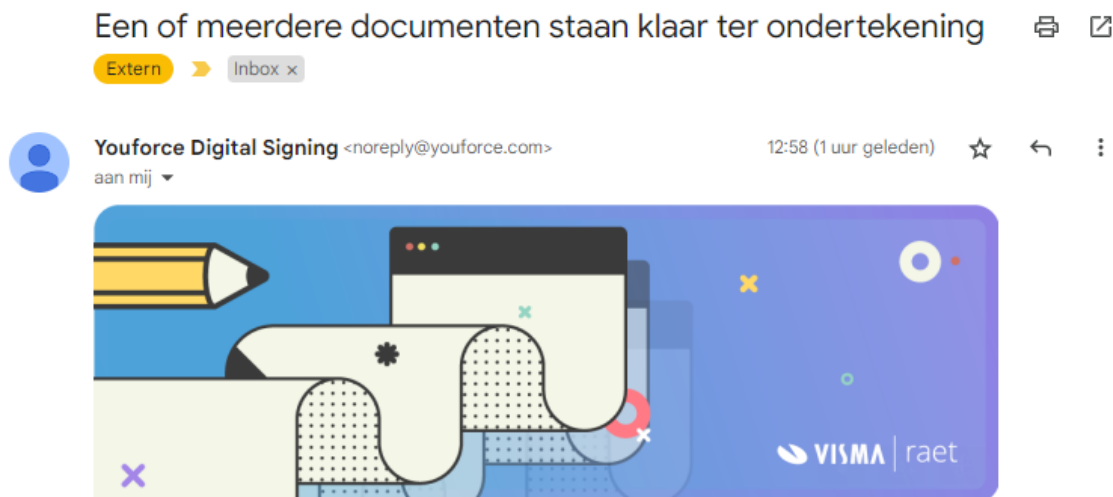 Een of meerdere documenten staan klaar ter ondertekening
Extern Inbox ×
Youforce Digital Signing <noreply@youforce.com> 12:58 (1 uur geleden)
aan mij
VISMA | raet